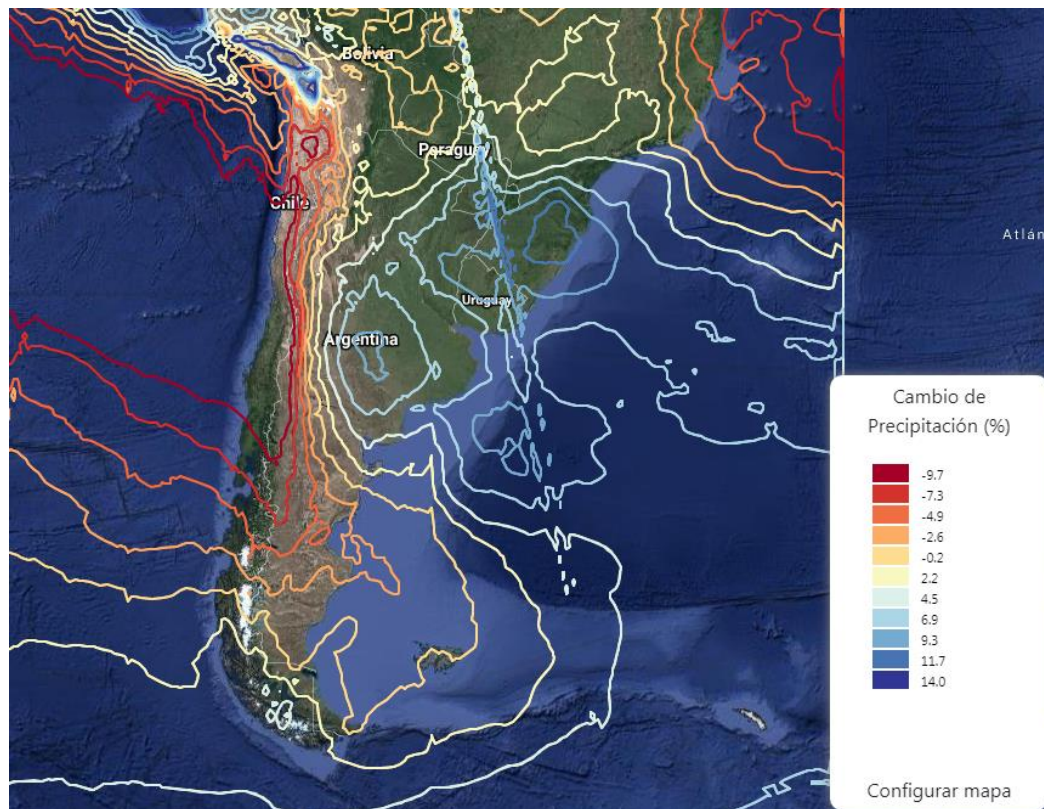 Bolivia
Paraguay
Chile
Atlán
Uruguay
Argentina
Cambio de
Precipitación (%)
-9.7
-7.3
-4.9
-2.6
-0.2
2.2
4.5
6.9
9.3
11.7
14.0
Configurar mapa